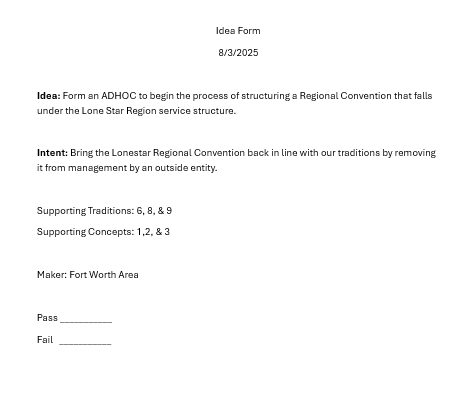 Idea Form
8/3/2025
Idea: Form an ADHOC to begin the process of structuring a Regional Convention that falls
under the Lone Star Region service structure.
Intent: Bring the Lonestar Regional Convention back in line with our traditions by removing
it from management by an outside entity.
Supporting Traditions: 6, 8, & 9
Supporting Concepts: 1,2, & 3
Maker: Fort Worth Area
Pass ___________
Fail ___________